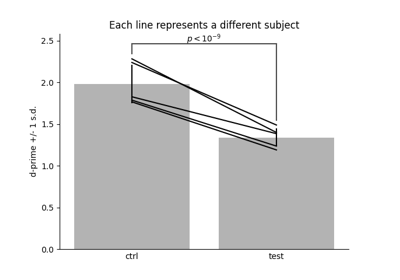 Each line represents a different subject
p < 10⁻⁹
2.5
2.0
1.5
1.0
0.5
0.0
d-prime +/- 1 s.d.
ctrl test